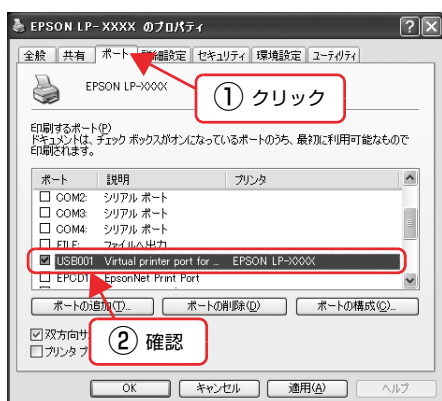 EPSON LP-XXXX のプロパティ
全般 共有 ポート 詳細設定 セキュリティ 環境設定 ユーティリティ
EPSON LP-XXXX
① クリック
印刷するポート(P)
ドキュメントは、チェック ボックスがオンになっているポートのうち、最初に利用可能なもので
印刷されます。
ポート 説明 プリンタ
COM2: シリアル ポート
COM3: シリアル ポート
COM4: シリアル ポート
FILE: ファイルへ出力
USB001 Virtual printer port for ... EPSON LP-XXXX
EPCD1 EpsonNet Print Port
ポートの追加(T)... ポートの削除(D) ポートの構成(C)...
② 確認
双方向サ
プリンタ プ
OK キャンセル 適用(A) ヘルプ